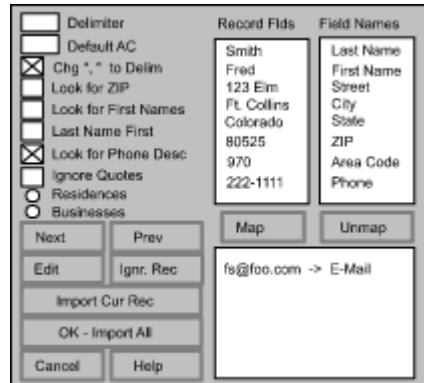 Delimiter
Default AC
Chg "," to Delim
Look for ZIP
Look for First Names
Last Name First
Look for Phone Desc
Ignore Quotes
Residences
Businesses
Next Prev
Edit Ignr. Rec
Import Cur Rec
OK - Import All
Cancel Help
Record Flds
Smith
Fred
123 Elm
Ft. Collins
Colorado
80525
970
222-1111
Field Names
Last Name
First Name
Street
City
State
ZIP
Area Code
Phone
Map Unmap
fs@foo.com -> E-Mail